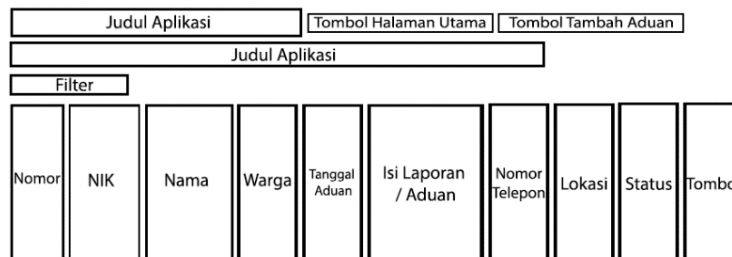 Judul Aplikasi
Tombol Halaman Utama
Tombol Tambah Aduan
Judul Aplikasi
Filter
Nomor
NIK
Nama
Warga
Tanggal
Aduan
Isi Laporan
/ Aduan
Nomor
Telepon
Lokasi
Status
Tombo